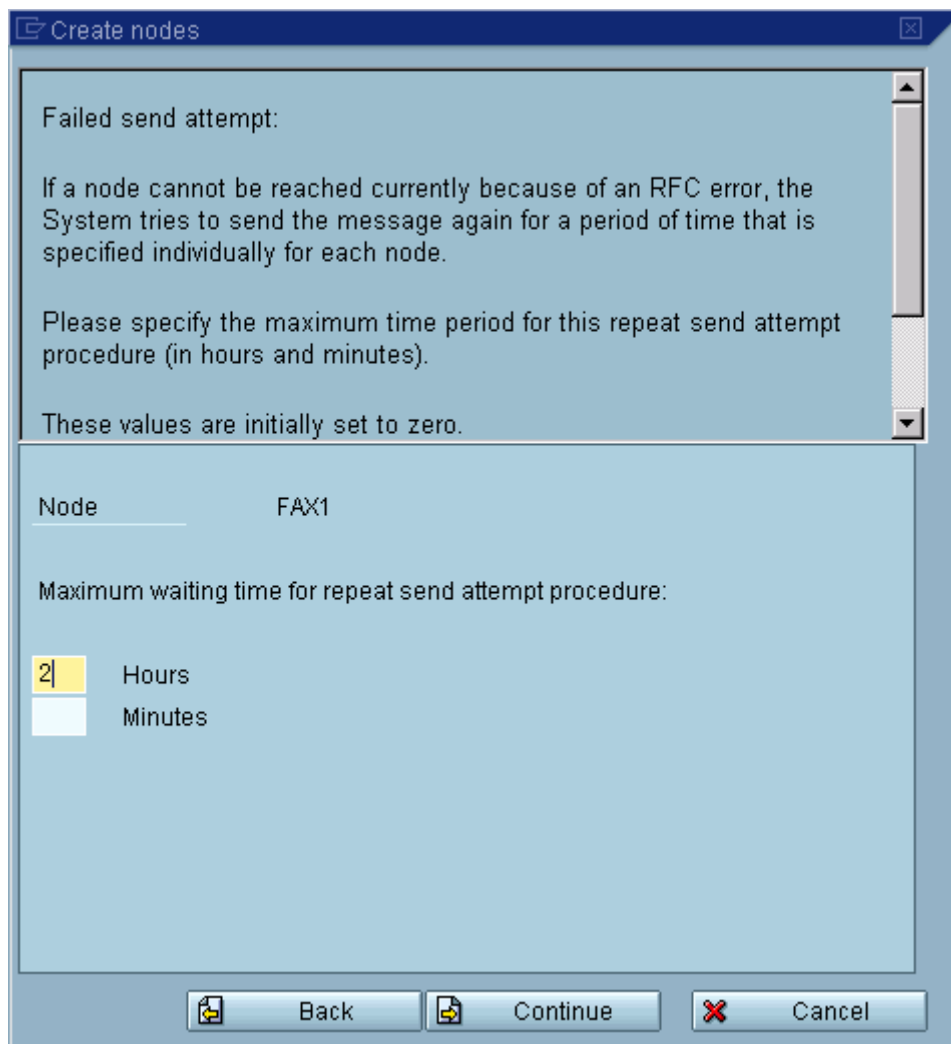 Create nodes
Failed send attempt:
If a node cannot be reached currently because of an RFC error, the
System tries to send the message again for a period of time that is
specified individually for each node.
Please specify the maximum time period for this repeat send attempt
procedure (in hours and minutes).
These values are initially set to zero.
Node FAX1
Maximum waiting time for repeat send attempt procedure:
2 Hours
Minutes
Back Continue Cancel